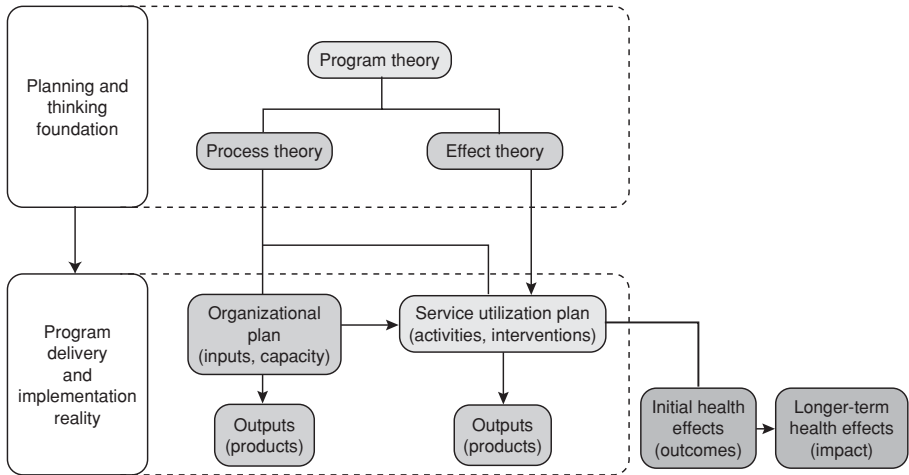 Planning and
thinking
foundation
Program theory
Process theory
Effect theory
Program
delivery
and
implementation
reality
Organizational
plan
(inputs, capacity)
Service utilization plan
(activities, interventions)
Outputs
(products)
Outputs
(products)
Initial health
effects
(outcomes)
Longer-term
health effects
(impact)